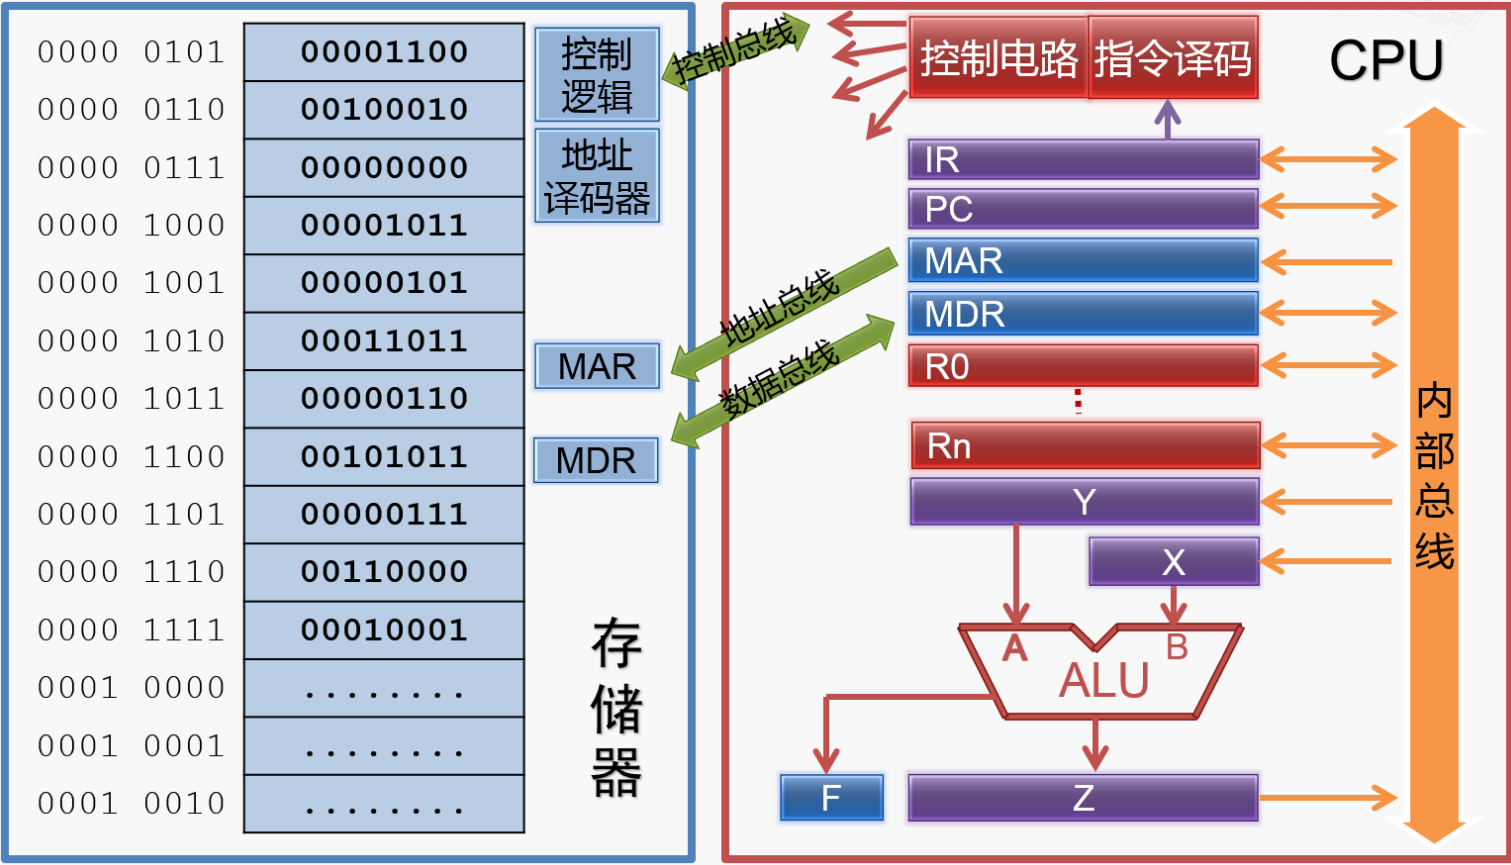 0000 0101 00001100
0000 0110 00100010
0000 0111 00000000
0000 1000 00001011
0000 1001 00000101
0000 1010 00011011
0000 1011 00000110
0000 1100 00101011
0000 1101 00000111
0000 1110 00110000
0000 1111 00010001
0001 0000 ........
0001 0001 ........
0001 0010 ........
控制
逻辑
地址
译码器
MAR
MDR
存
储
器
控制总线
地址总线
数据总线
控制电路 指令译码
CPU
IR
PC
MAR
MDR
R0
Rn
Y
X
A B
ALU
F
Z
内
部
总
线